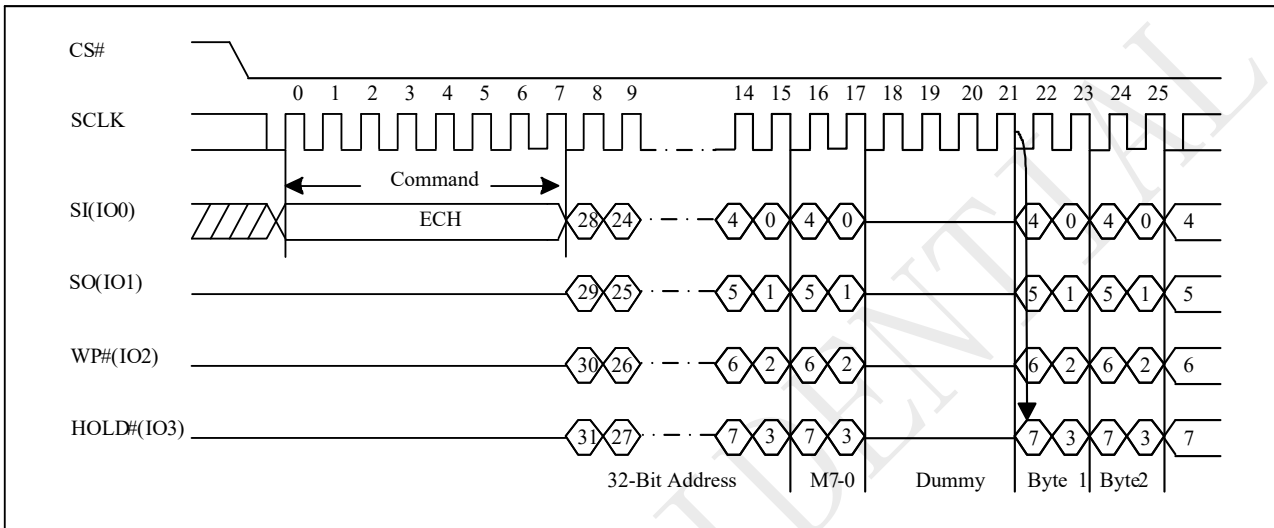 CS#
0 1 2 3 4 5 6 7 8 9 14 15 16 17 18 19 20 21 22 23 24 25
SCLK
Command
SI(IO0) ECH 28 24 4 0 4 0 4 0 4 0 4
SO(IO1) 29 25 5 1 5 1 5 1 5 1 5
WP#(IO2) 30 26 6 2 6 2 6 2 6 2 6
HOLD#(IO3) 31 27 7 3 7 3 7 3 7 3 7
32-Bit Address M7-0 Dummy Byte 1 Byte2
IDENTIAL